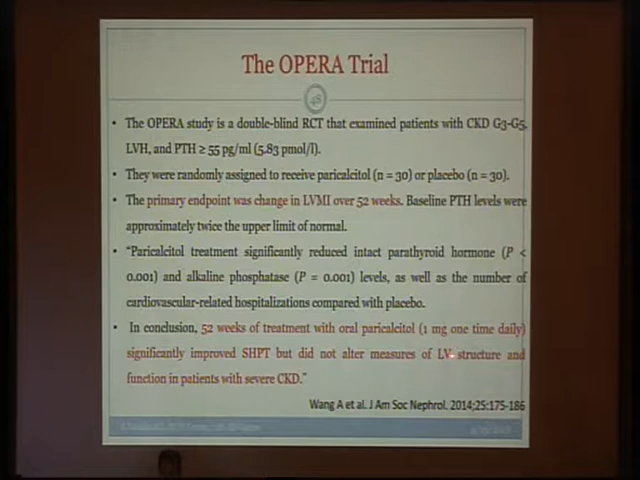 The OPERA Trial
48
• The OPERA study is a double-blind RCT that examined patients with CKD G3-G5,
LVH, and PTH ≥ 55 pg/ml (5.83 pmol/l).
• They were randomly assigned to receive paricalcitol (n = 30) or placebo (n = 30).
• The primary endpoint was change in LVMI over 52 weeks. Baseline PTH levels were
approximately twice the upper limit of normal.
• "Paricalcitol treatment significantly reduced intact parathyroid hormone (P <
0.001) and alkaline phosphatase (P = 0.001) levels, as well as the number of
cardiovascular-related hospitalizations compared with placebo.
• In conclusion, 52 weeks of treatment with oral paricalcitol (1 mg one time daily)
significantly improved SHPT but did not alter measures of LV structure and
function in patients with severe CKD."
Wang A et al. J Am Soc Nephrol. 2014;25:175-186